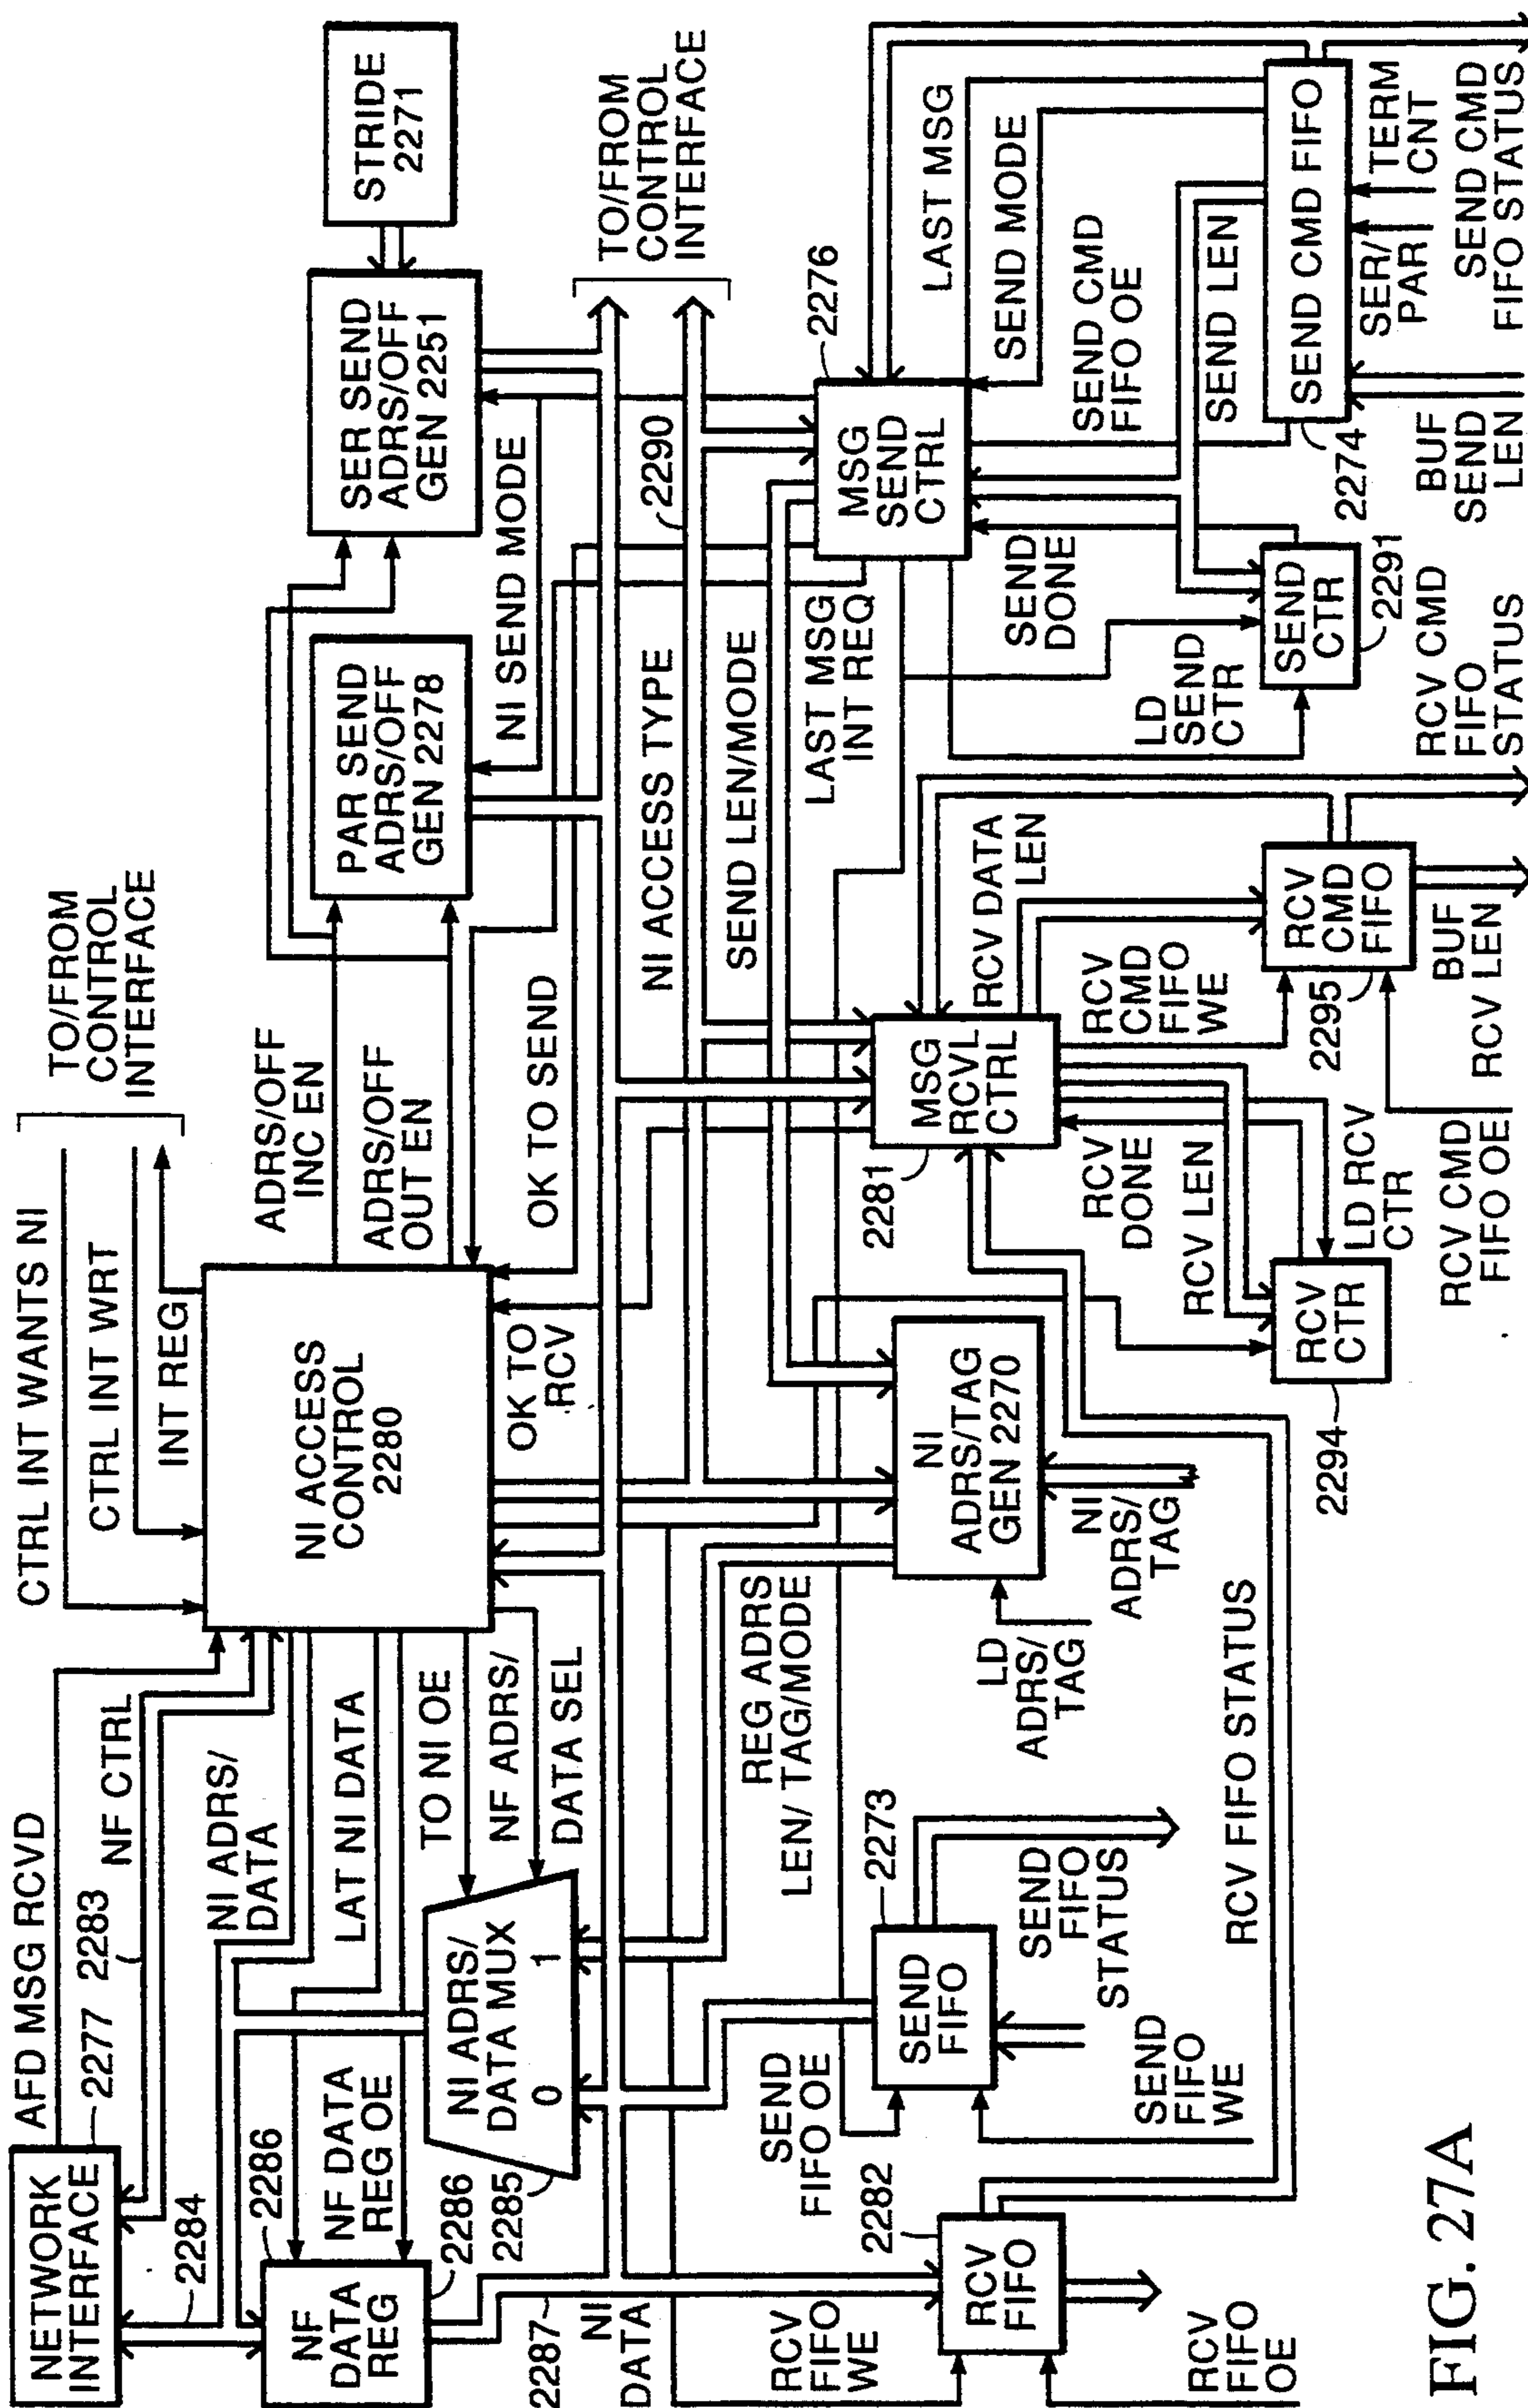 CTRL INT WANTS NI
CTRL INT WRT
INT REG
TO/FROM
CONTROL
INTERFACE
STRIDE
2271
SER SEND
ADRS/OFF
GEN 2251
PAR SEND
ADRS/OFF
GEN 2278
NI SEND MODE
TO/FROM
CONTROL
INTERFACE
ADRS/OFF
INC EN
ADRS/OFF
OUT EN
NI ACCESS
CONTROL
2280
OK TO SEND
OK TO
RCV
AFD MSG RCVD
2277
2283
NF CTRL
NETWORK
INTERFACE
2284
NI ADRS/
DATA
LAT NI DATA
TO NI OE
NF ADRS/
DATA SEL
2286
NF DATA
REG OE
NF
DATA
REG
2286
2285
NI ADRS/
DATA MUX
0
1
2287
NI
DATA
NI ACCESS TYPE
2290
SEND LEN/MODE
REG ADRS
LEN/ TAG/MODE
LAST MSG
INT REQ
MSG
SEND
CTRL
2276
LAST MSG
SEND MODE
SEND CMD
FIFO OE
SEND LEN
SEND DONE
LD
SEND
CTR
SEND
CTR
2291
SEND CMD FIFO
2274
BUF
SEND
LEN
SER/
PAR
TERM
CNT
SEND CMD
FIFO STATUS
MSG
RCVL
CTRL
2281
RCV DATA
LEN
RCV
CMD
FIFO
WE
RCV
DONE
RCV LEN
LD RCV
CTR
RCV
CTR
2294
RCV
CMD
FIFO
2295
RCV CMD
FIFO
STATUS
BUF
RCV LEN
RCV CMD
FIFO OE
NI
ADRS/TAG
GEN 2270
LD
ADRS/
TAG
NI
ADRS/
TAG
SEND
FIFO OE
SEND
FIFO
2273
SEND
FIFO
STATUS
SEND
FIFO
WE
RCV FIFO STATUS
RCV
FIFO
WE
2282
RCV
FIFO
RCV
FIFO
OE
FIG. 27A